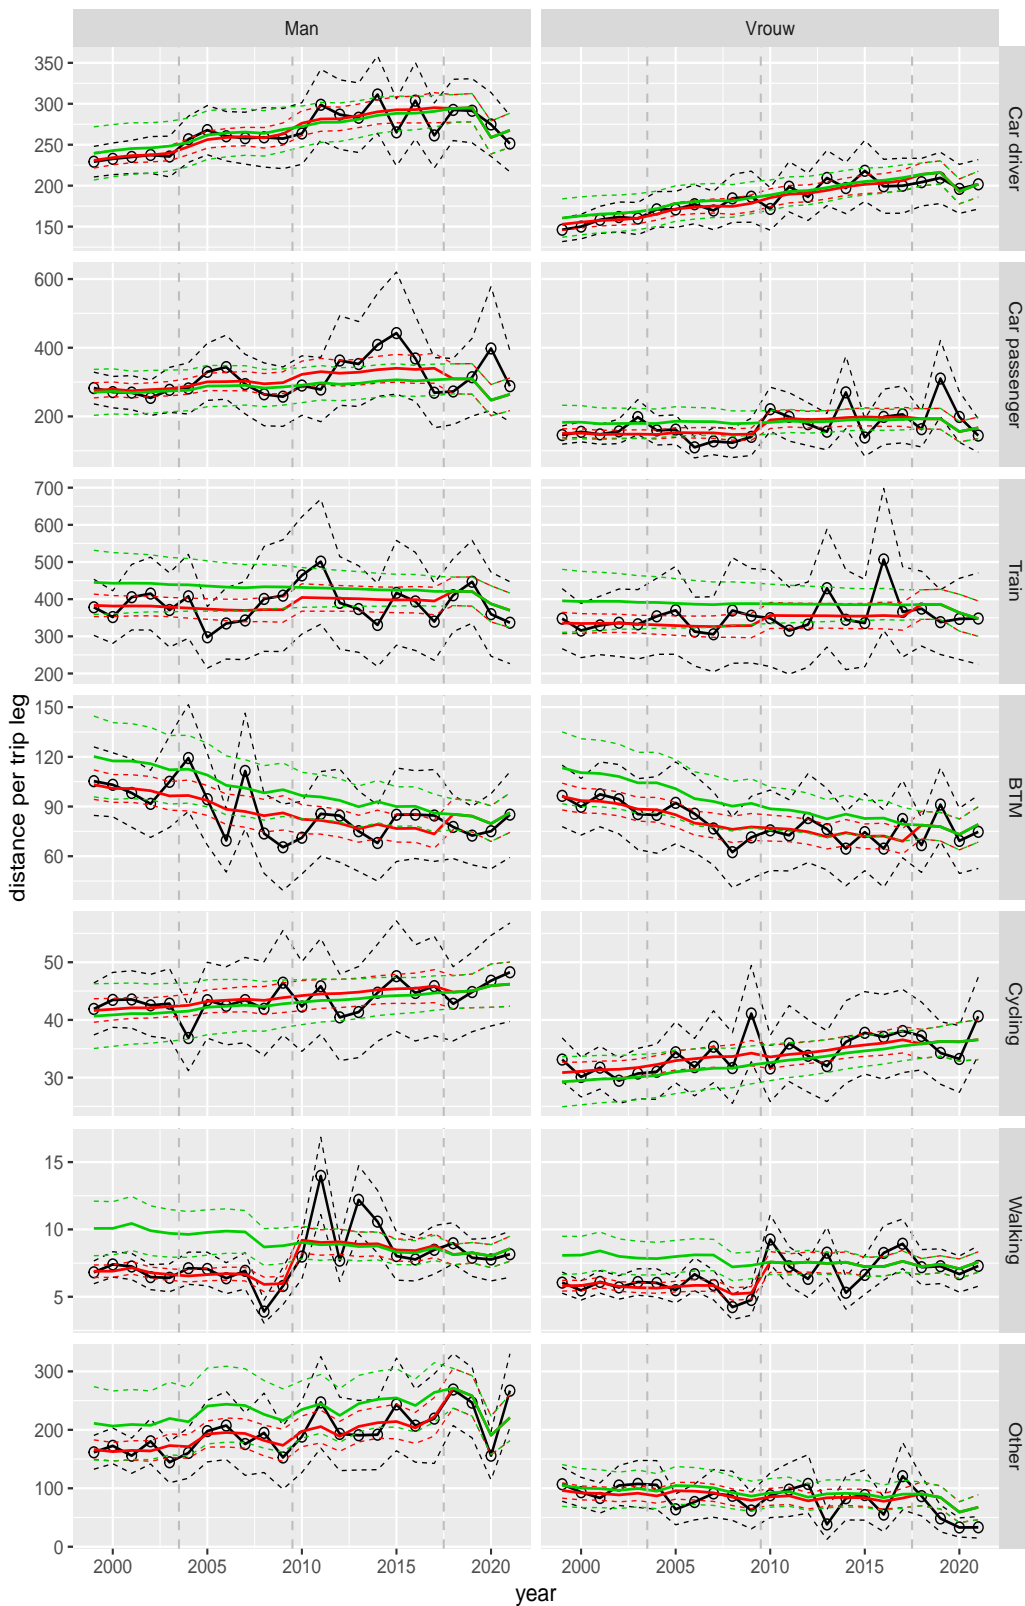 Man Vrouw
350
300
250
200
150
Car driver
600
400
200
Car passenger
700
600
500
400
300
200
Train
150
120
90
60
BTM
50
40
30
Cycling
15
10
5
Walking
300
200
100
0
Other
distance per trip leg
2000 2005 2010 2015 2020 2000 2005 2010 2015 2020
year